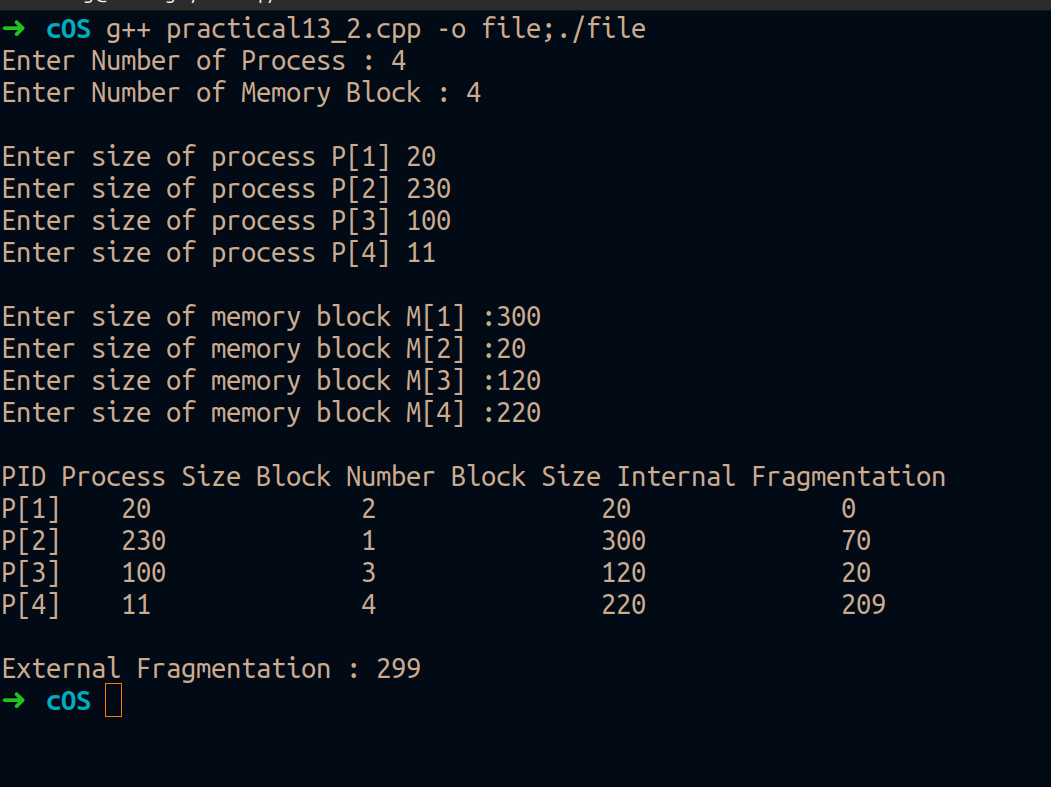 ➜ cOS g++ practical13_2.cpp -o file;./file
Enter Number of Process : 4
Enter Number of Memory Block : 4
Enter size of process P[1] 20
Enter size of process P[2] 230
Enter size of process P[3] 100
Enter size of process P[4] 11
Enter size of memory block M[1] :300
Enter size of memory block M[2] :20
Enter size of memory block M[3] :120
Enter size of memory block M[4] :220
PID Process Size Block Number Block Size Internal Fragmentation
P[1] 20 2 20 0
P[2] 230 1 300 70
P[3] 100 3 120 20
P[4] 11 4 220 209
External Fragmentation : 299
➜ cOS